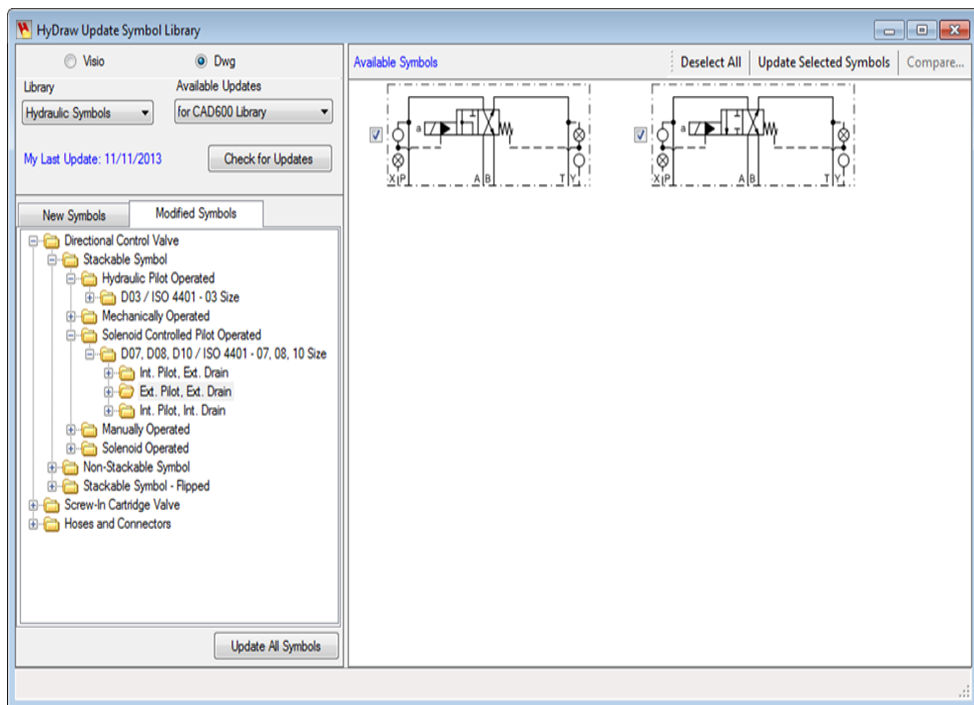 HyDraw Update Symbol Library
Visio Dwg
Library Available Updates
Hydraulic Symbols for CAD600 Library
My Last Update: 11/11/2013 Check for Updates
New Symbols Modified Symbols
Directional Control Valve
Stackable Symbol
Hydraulic Pilot Operated
D03 / ISO 4401 - 03 Size
Mechanically Operated
Solenoid Controlled Pilot Operated
D07, D08, D10 / ISO 4401 - 07, 08, 10 Size
Int. Pilot, Ext. Drain
Ext. Pilot, Ext. Drain
Int. Pilot, Int. Drain
Manually Operated
Solenoid Operated
Non-Stackable Symbol
Stackable Symbol - Flipped
Screw-In Cartridge Valve
Hoses and Connectors
Update All Symbols
Available Symbols Deselect All Update Selected Symbols Compare...
a a
X P A B T Y X P A B T Y